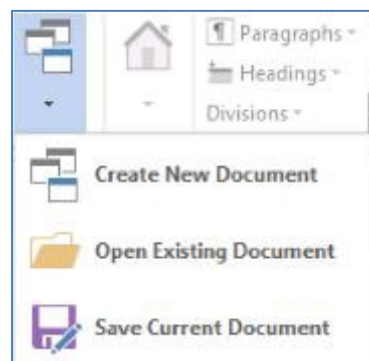 Paragraphs
Headings
Divisions
Create New Document
Open Existing Document
Save Current Document